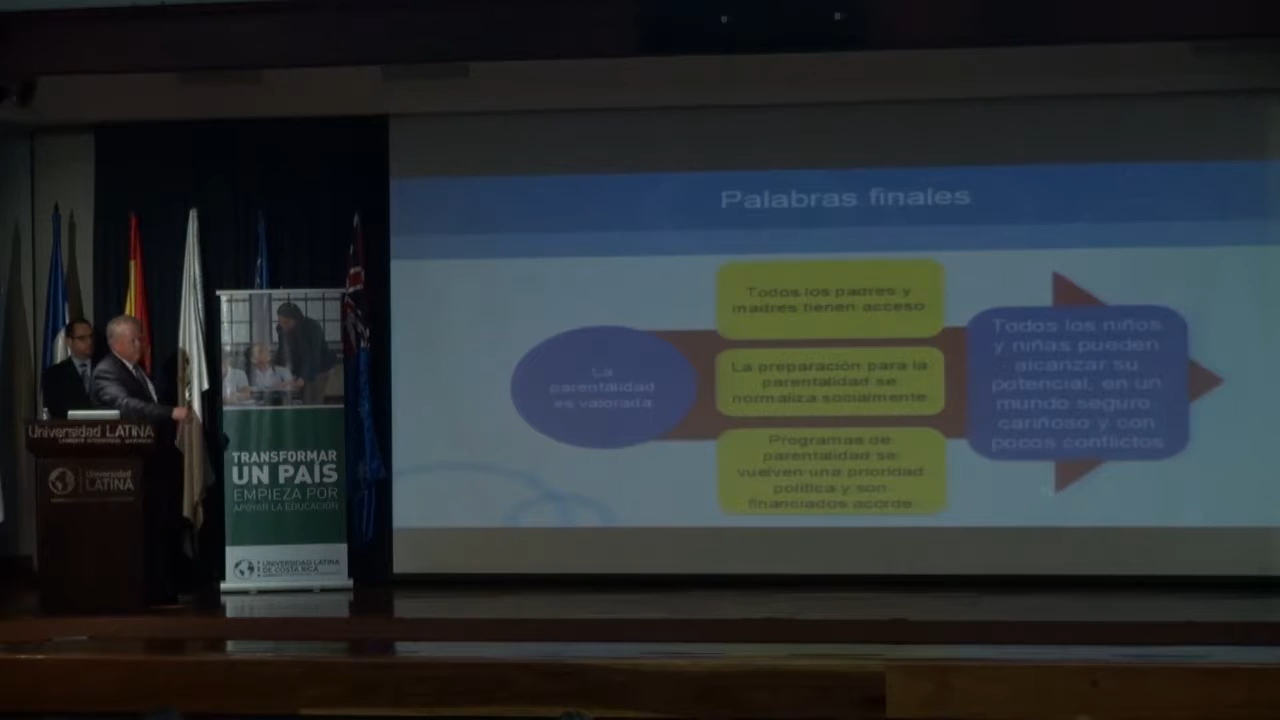 Palabras finales
La
parentalidad
es valorada
Todos los padres y
madres tienen acceso
La preparación para la
parentalidad se
normaliza socialmente
Programas de
parentalidad se
vuelven una prioridad
política y son
financiados acorde
Todos los niños
y niñas pueden
alcanzar su
potencial, en un
mundo seguro
cariñoso y con
pocos conflictos
Universidad LATINA
Universidad
LATINA
TRANSFORMAR
UN PAÍS
EMPIEZA POR
APOYAR LA EDUCACIÓN
UNIVERSIDAD LATINA
DE COSTA RICA